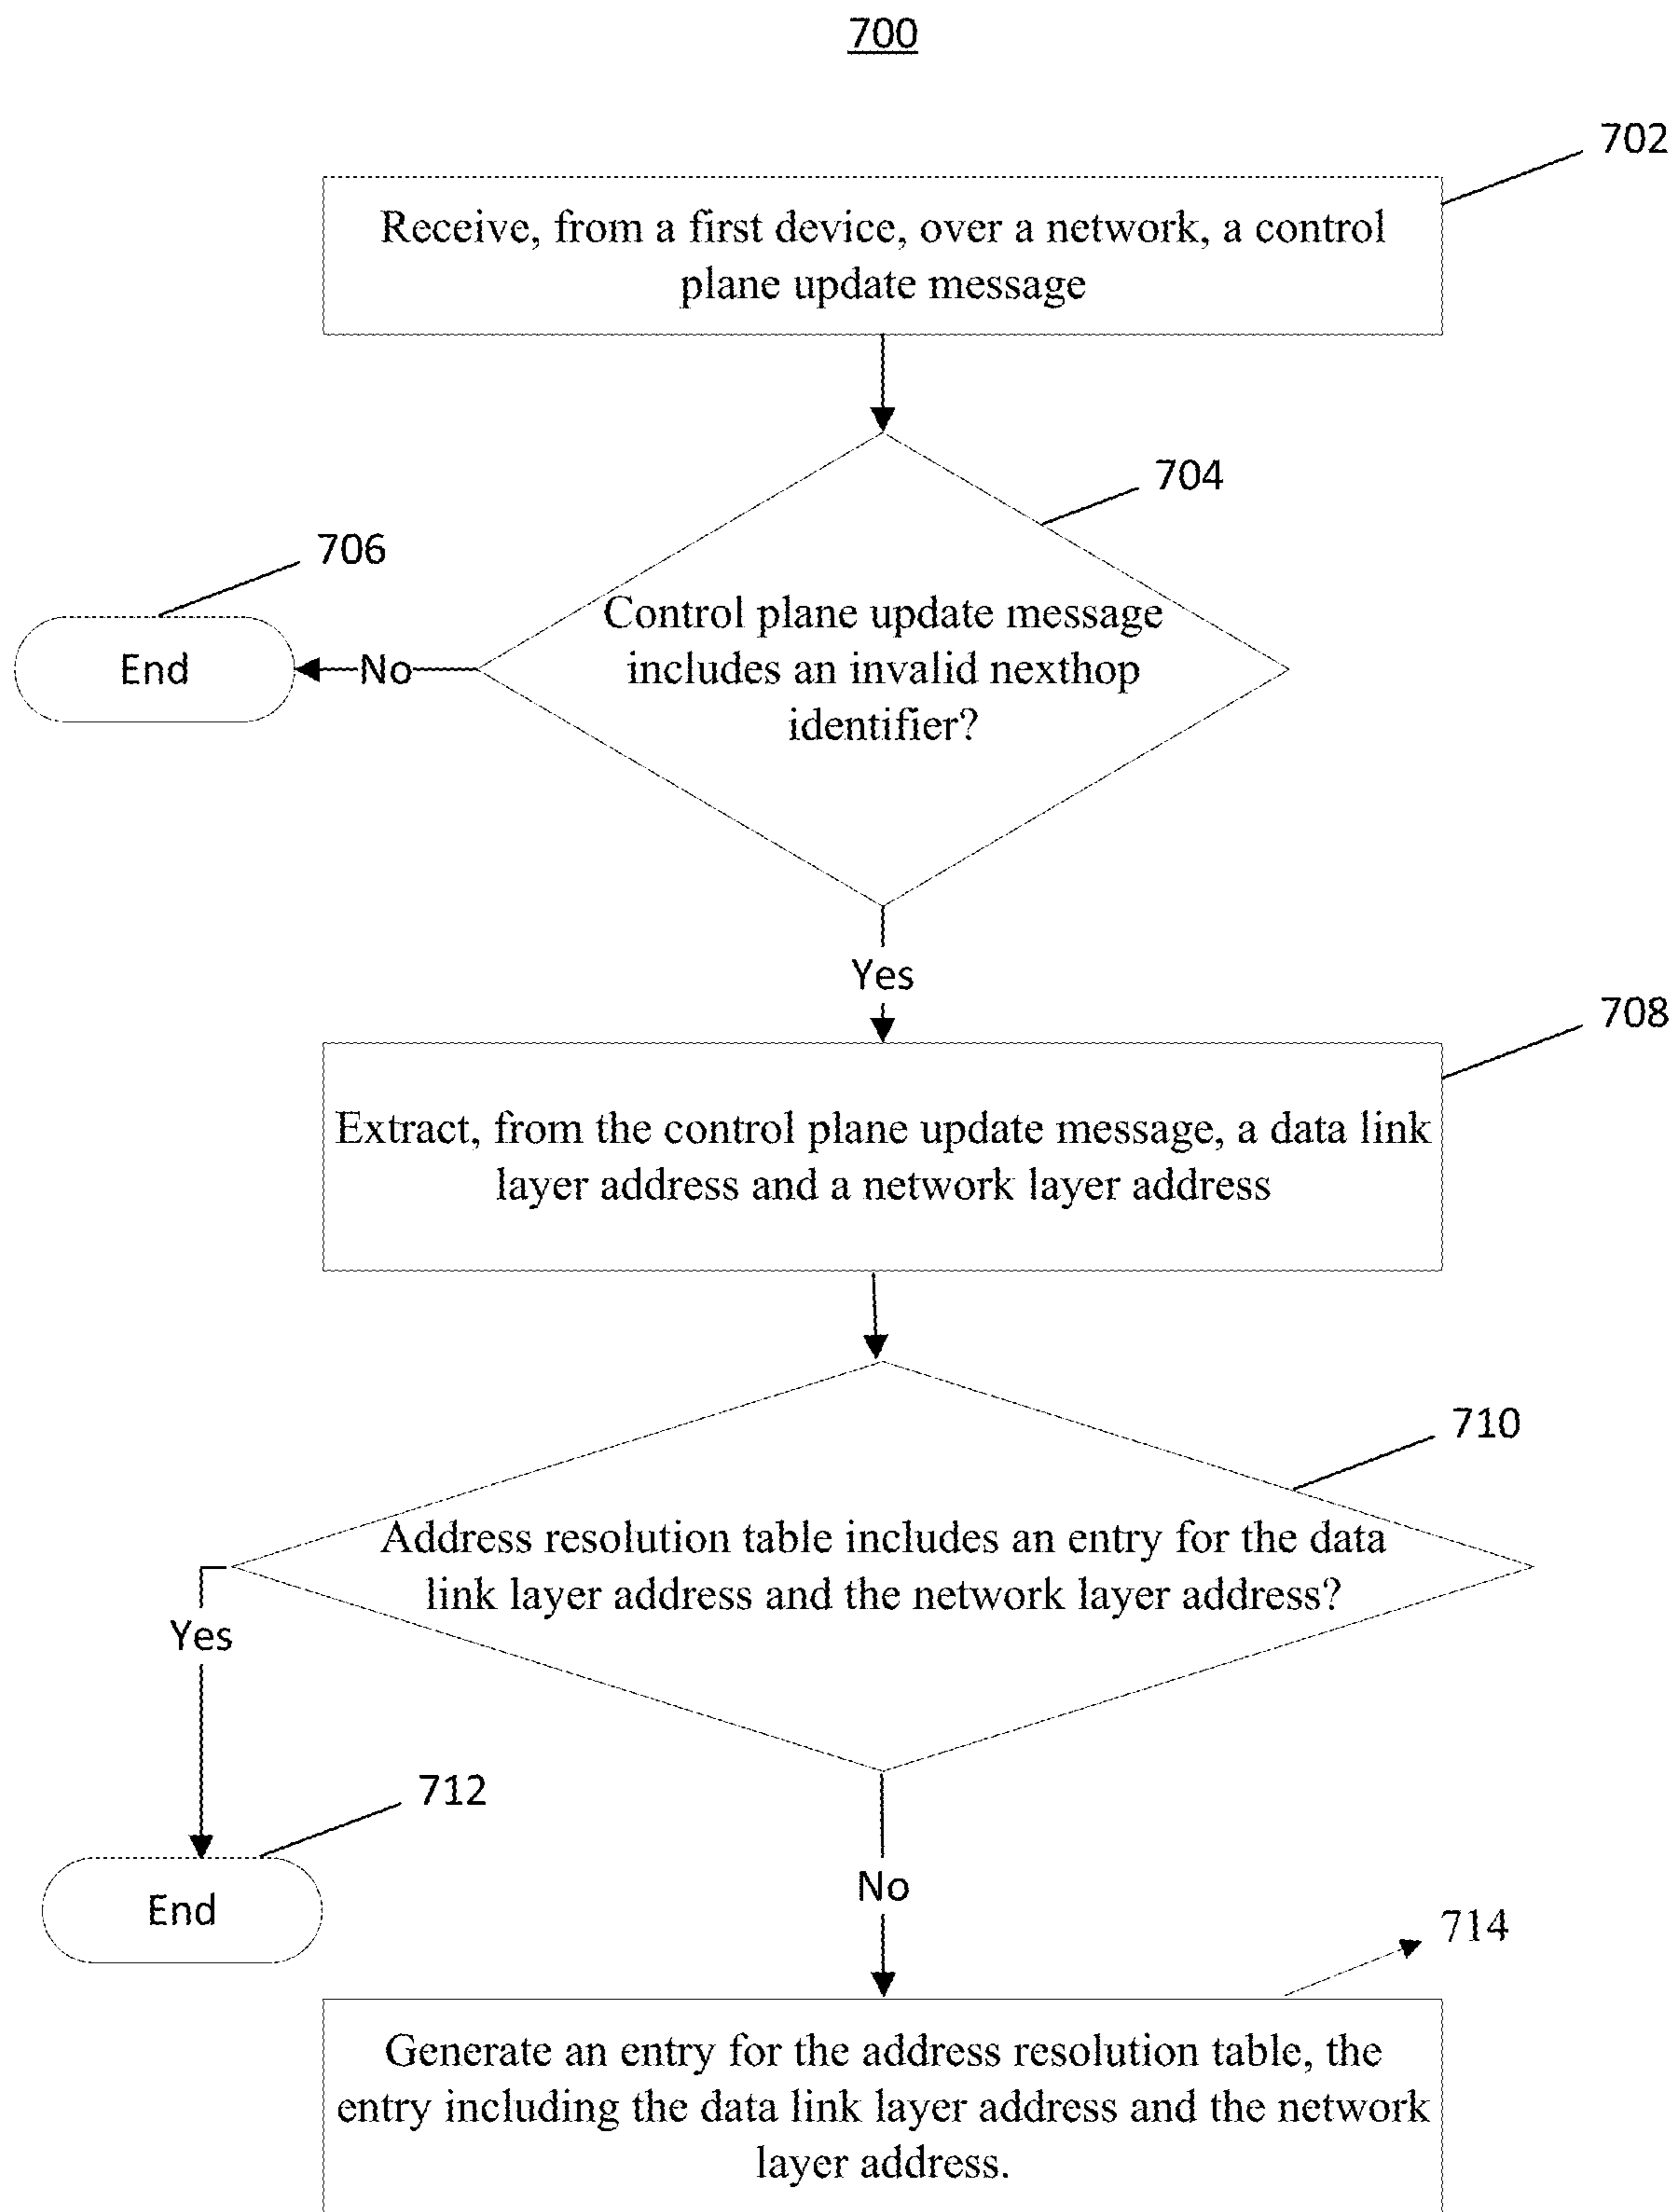 700
702
Receive, from a first device, over a network, a control
plane update message
704
706
Control plane update message
includes an invalid nexthop
identifier?
End
No
Yes
708
Extract, from the control plane update message, a data link
layer address and a network layer address
710
Address resolution table includes an entry for the data
link layer address and the network layer address?
Yes
712
End
No
714
Generate an entry for the address resolution table, the
entry including the data link layer address and the network
layer address.